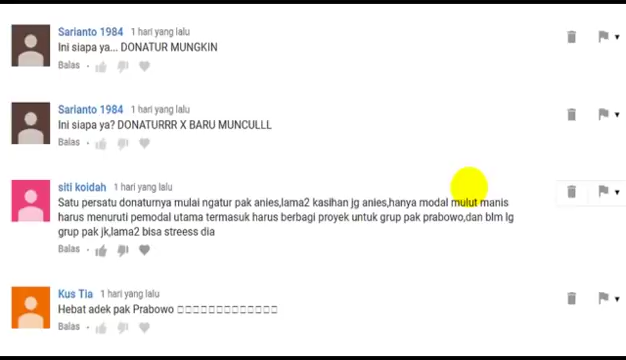 Sarianto 1984 1 hari yang lalu
Ini siapa ya... DONATUR MUNGKIN
Balas
Sarianto 1984 1 hari yang lalu
Ini siapa ya? DONATURRR X BARU MUNCULLL
Balas
siti koidah 1 hari yang lalu
Satu persatu donaturnya mulai ngatur pak anies,lama2 kasihan jg anies,hanya modal mulut manis
harus menuruti pemodal utama termasuk harus berbagi proyek untuk grup pak prabowo,dan blm lg
grup pak jk,lama2 bisa streess dia
Balas
Kus Tia 1 hari yang lalu
Hebat adek pak Prabowo □□□□□□□□□□□□□
Balas